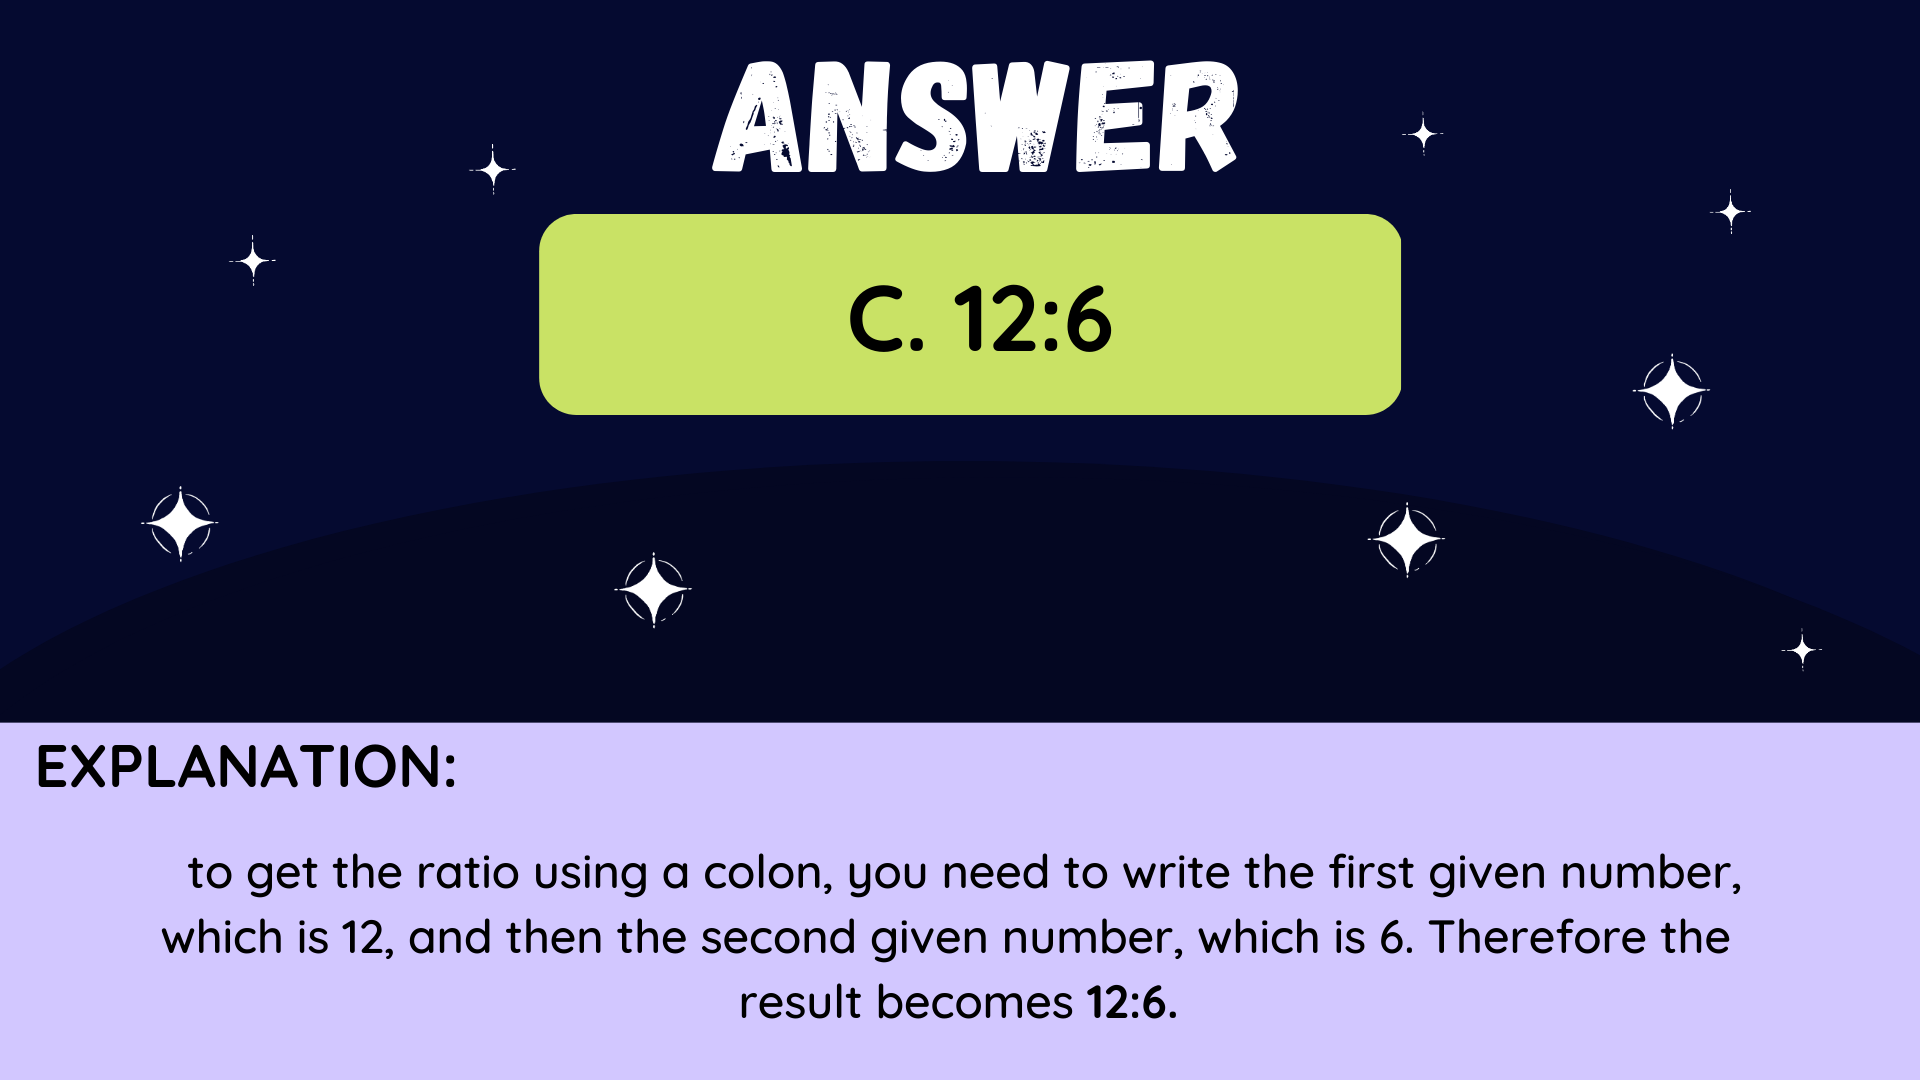 ANSWER
C. 12:6
EXPLANATION:
to get the ratio using a colon, you need to write the first given number,
which is 12, and then the second given number, which is 6. Therefore the
result becomes 12:6.